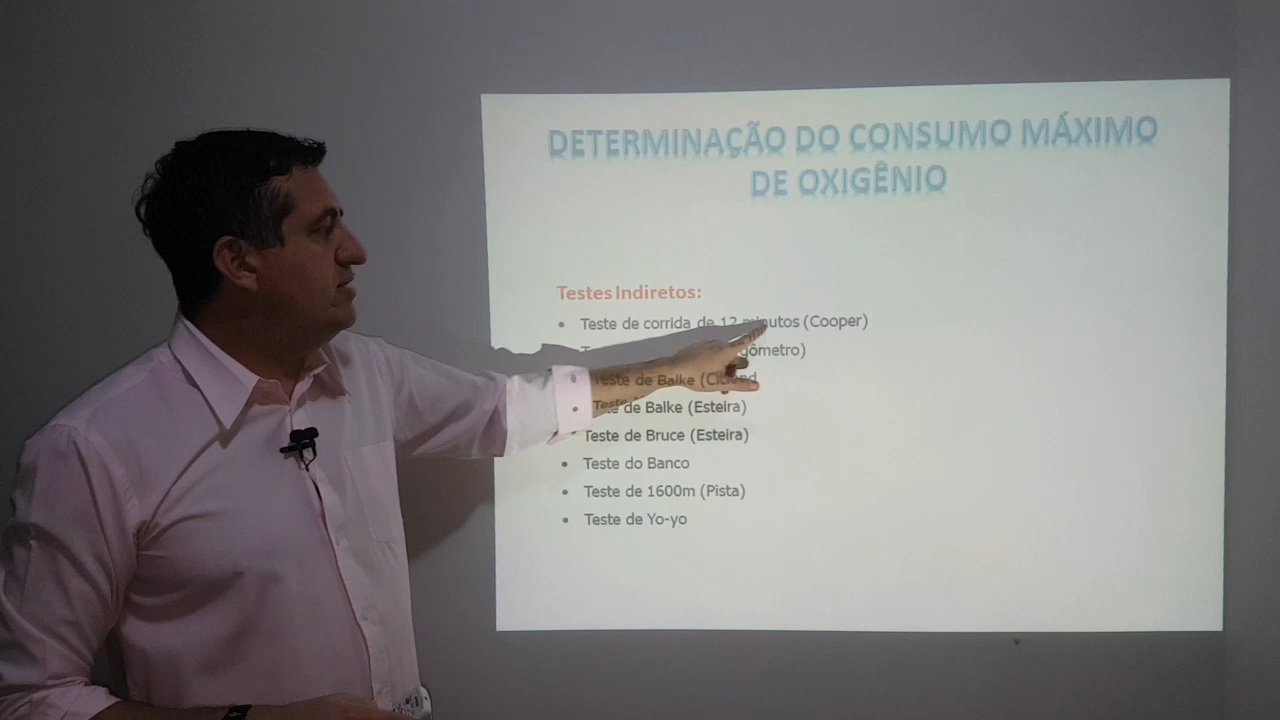 DETERMINAÇÃO DO CONSUMO MÁXIMO
DE OXIGÊNIO
Testes Indiretos:
• Teste de corrida de 12 minutos (Cooper)
• Teste de Balke
• Teste de Balke (Esteira)
• Teste de Bruce (Esteira)
• Teste do Banco
• Teste de 1600m (Pista)
• Teste de Yo-yo